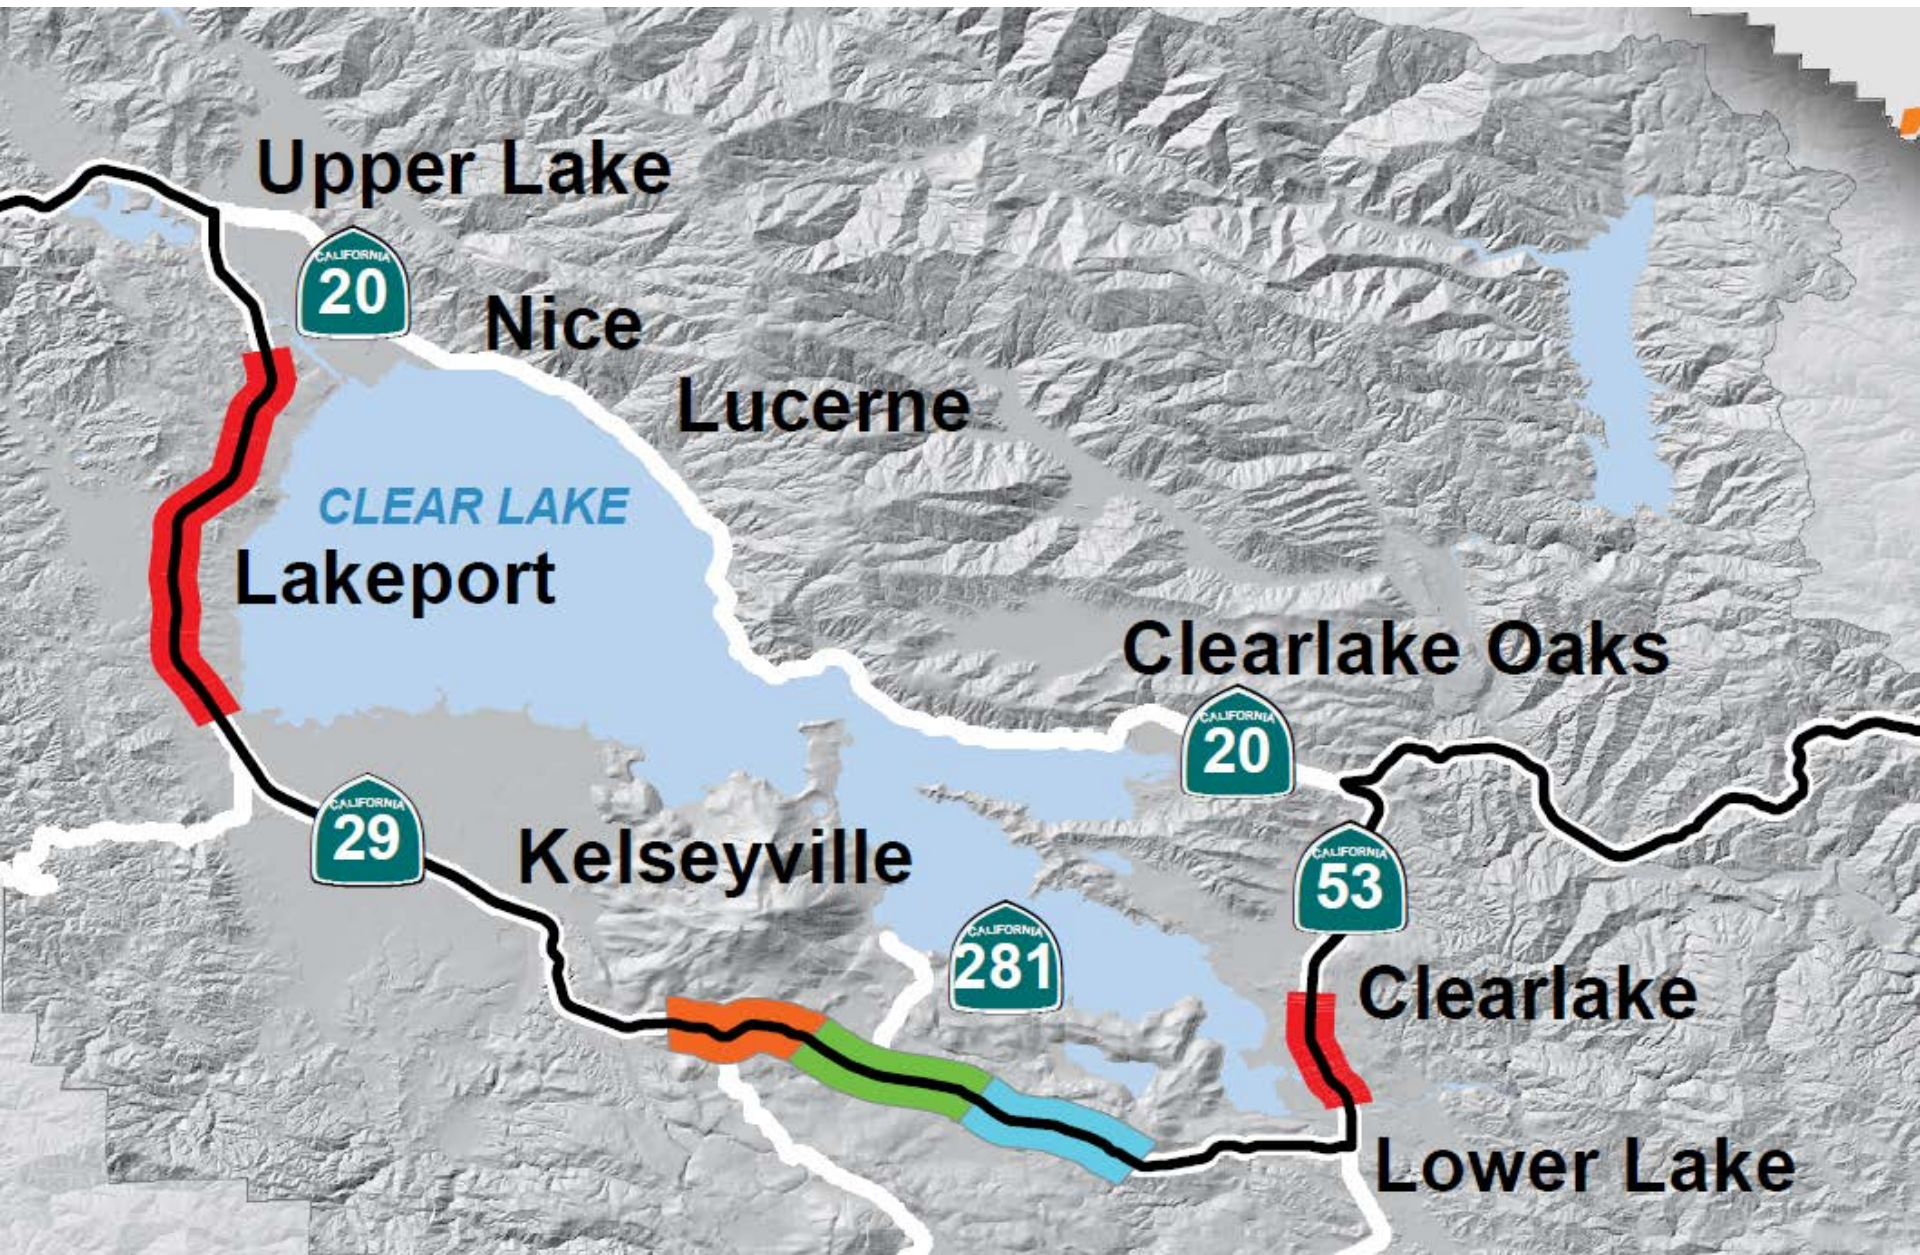 Upper Lake
CALIFORNIA
20
Nice
Lucerne
CLEAR LAKE
Lakeport
Clearlake Oaks
CALIFORNIA
20
CALIFORNIA
29
Kelseyville
CALIFORNIA
53
CALIFORNIA
281
Clearlake
Lower Lake